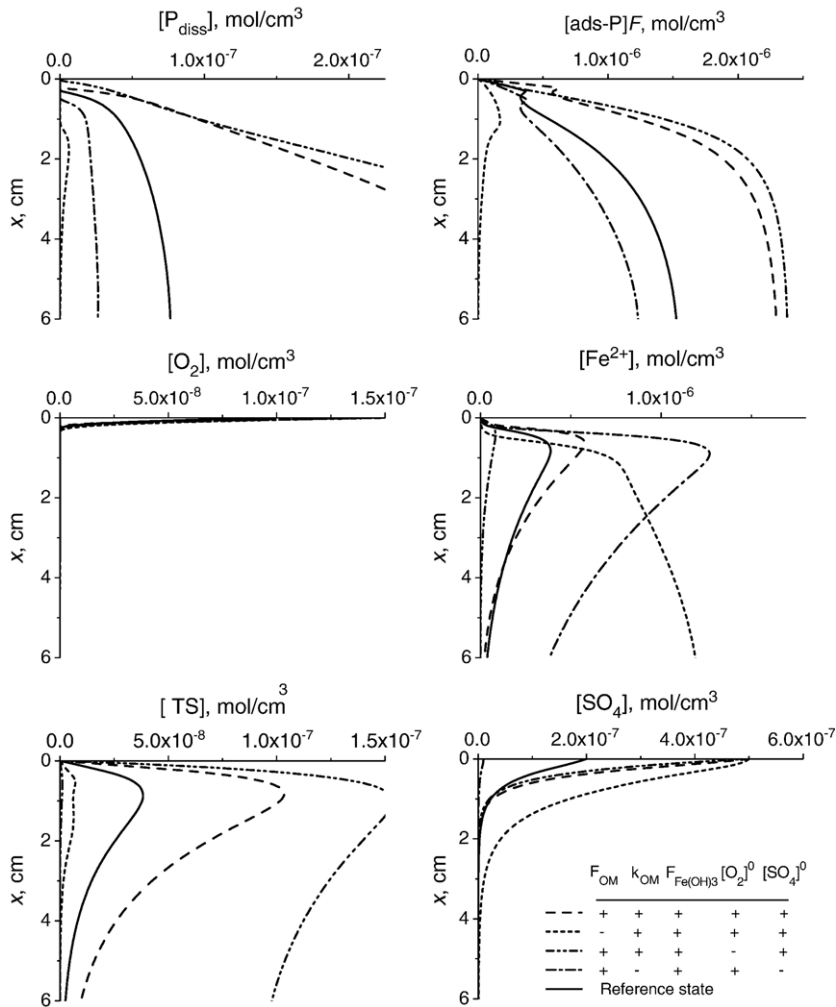 [P_diss], mol/cm³
[ads-P]F, mol/cm³
0.0 1.0x10⁻⁷ 2.0x10⁻⁷
0.0 1.0x10⁻⁶ 2.0x10⁻⁶
0
2
4
6
x, cm
0
2
4
6
x, cm
[O₂], mol/cm³
[Fe²⁺], mol/cm³
0.0 5.0x10⁻⁸ 1.0x10⁻⁷ 1.5x10⁻⁷
0.0 1.0x10⁻⁶
0
2
4
6
x, cm
0
2
4
6
x, cm
[ TS], mol/cm³
[SO₄], mol/cm³
0.0 5.0x10⁻⁸ 1.0x10⁻⁷ 1.5x10⁻⁷
0.0 2.0x10⁻⁷ 4.0x10⁻⁷ 6.0x10⁻⁷
0
2
4
6
x, cm
0
2
4
6
x, cm
F_OM k_OM F_Fe(OH)3 [O₂]⁰ [SO₄]⁰
+ + + + +
- + + + +
+ + + - +
+ - + + -
Reference state